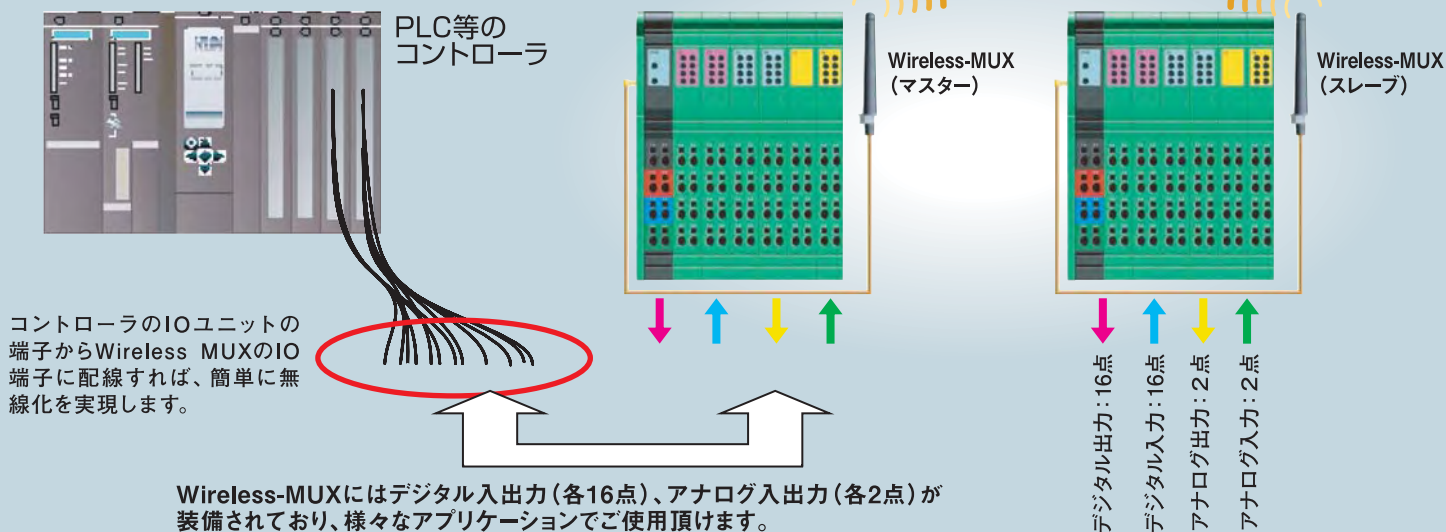 PLC等の
コントローラ
Wireless-MUX
（マスター）
Wireless-MUX
（スレーブ）
コントローラのIOユニットの
端子からWireless MUXのIO
端子に配線すれば、簡単に無
線化を実現します。
デジタル出力：16点
デジタル入力：16点
アナログ出力：2点
アナログ入力：2点
Wireless-MUXにはデジタル入出力（各16点）、アナログ入出力（各2点）が
装備されており、様々なアプリケーションでご使用頂けます。